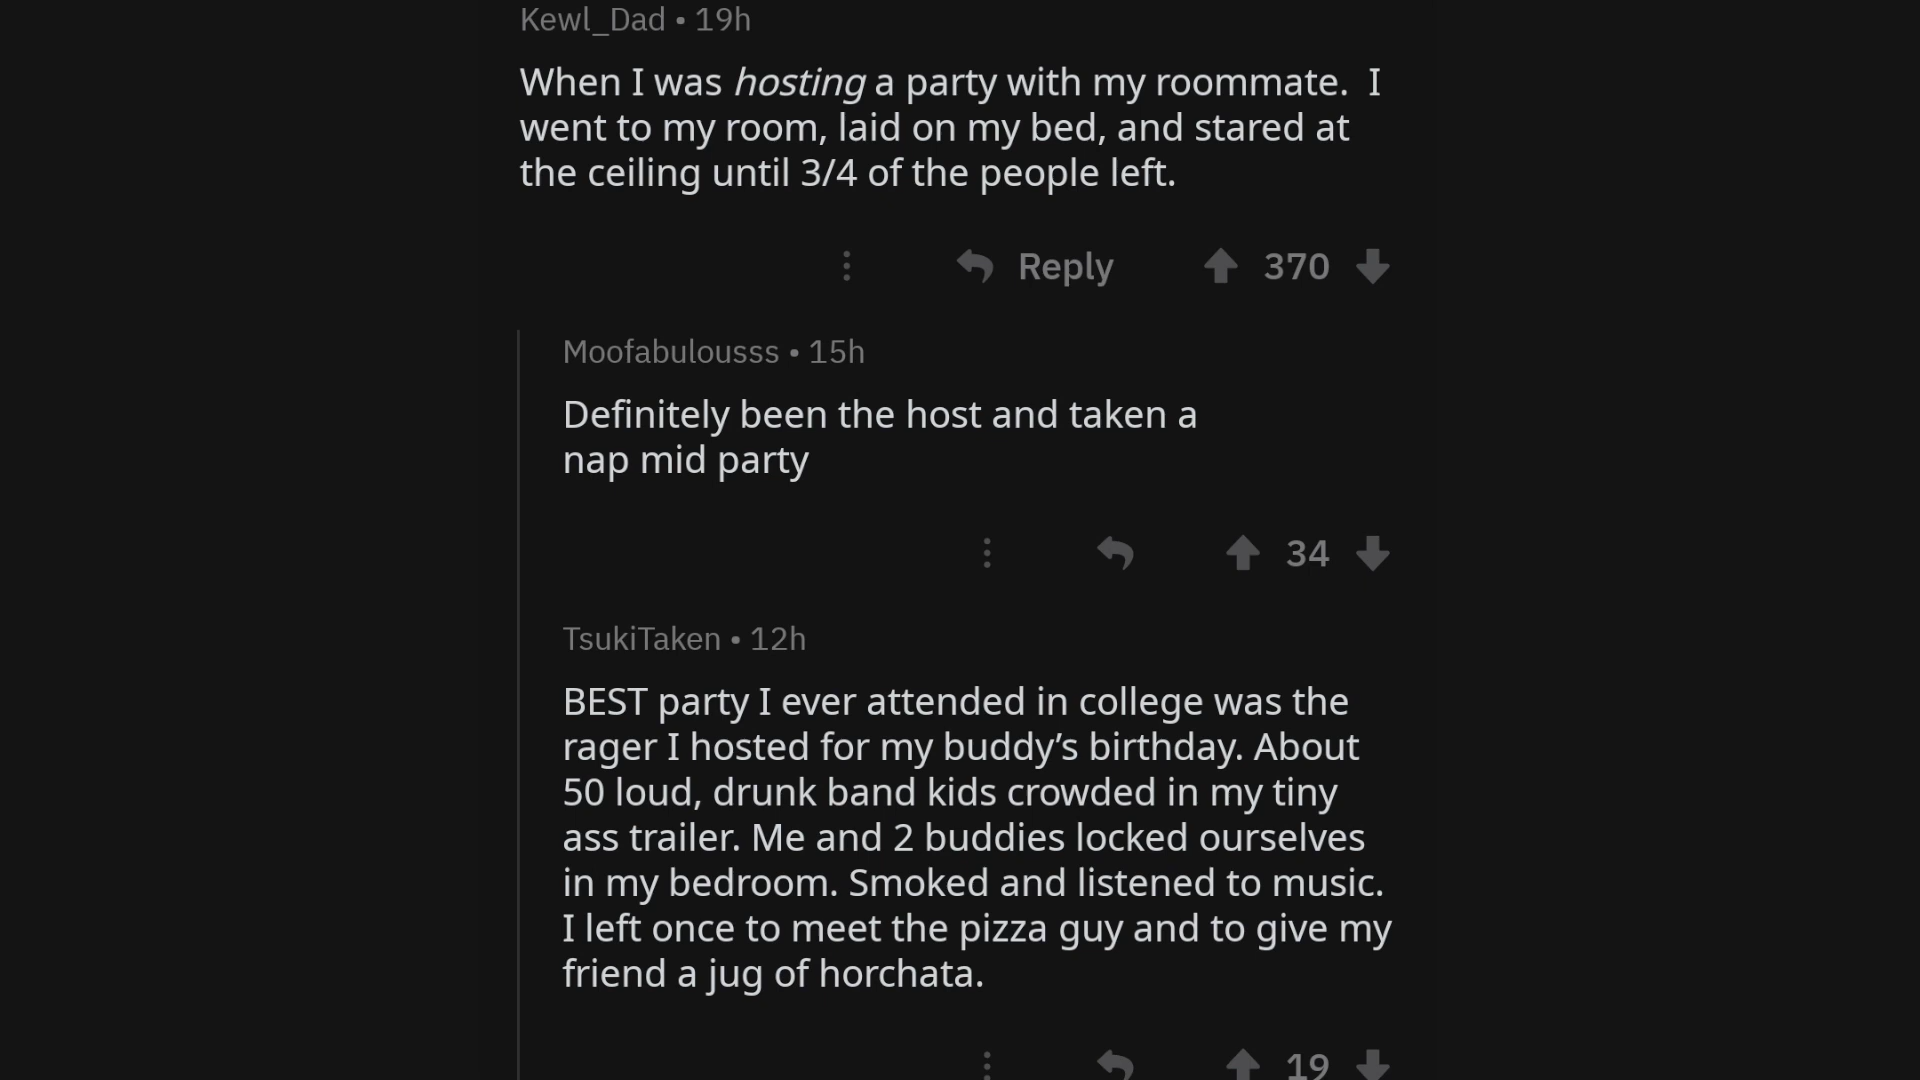 Kewl_Dad • 19h
When I was hosting a party with my roommate.  I
went to my room, laid on my bed, and stared at
the ceiling until 3/4 of the people left.
Reply 370
Moofabulousss • 15h
Definitely been the host and taken a
nap mid party
34
TsukiTaken • 12h
BEST party I ever attended in college was the
rager I hosted for my buddy’s birthday. About
50 loud, drunk band kids crowded in my tiny
ass trailer. Me and 2 buddies locked ourselves
in my bedroom. Smoked and listened to music.
I left once to meet the pizza guy and to give my
friend a jug of horchata.
19